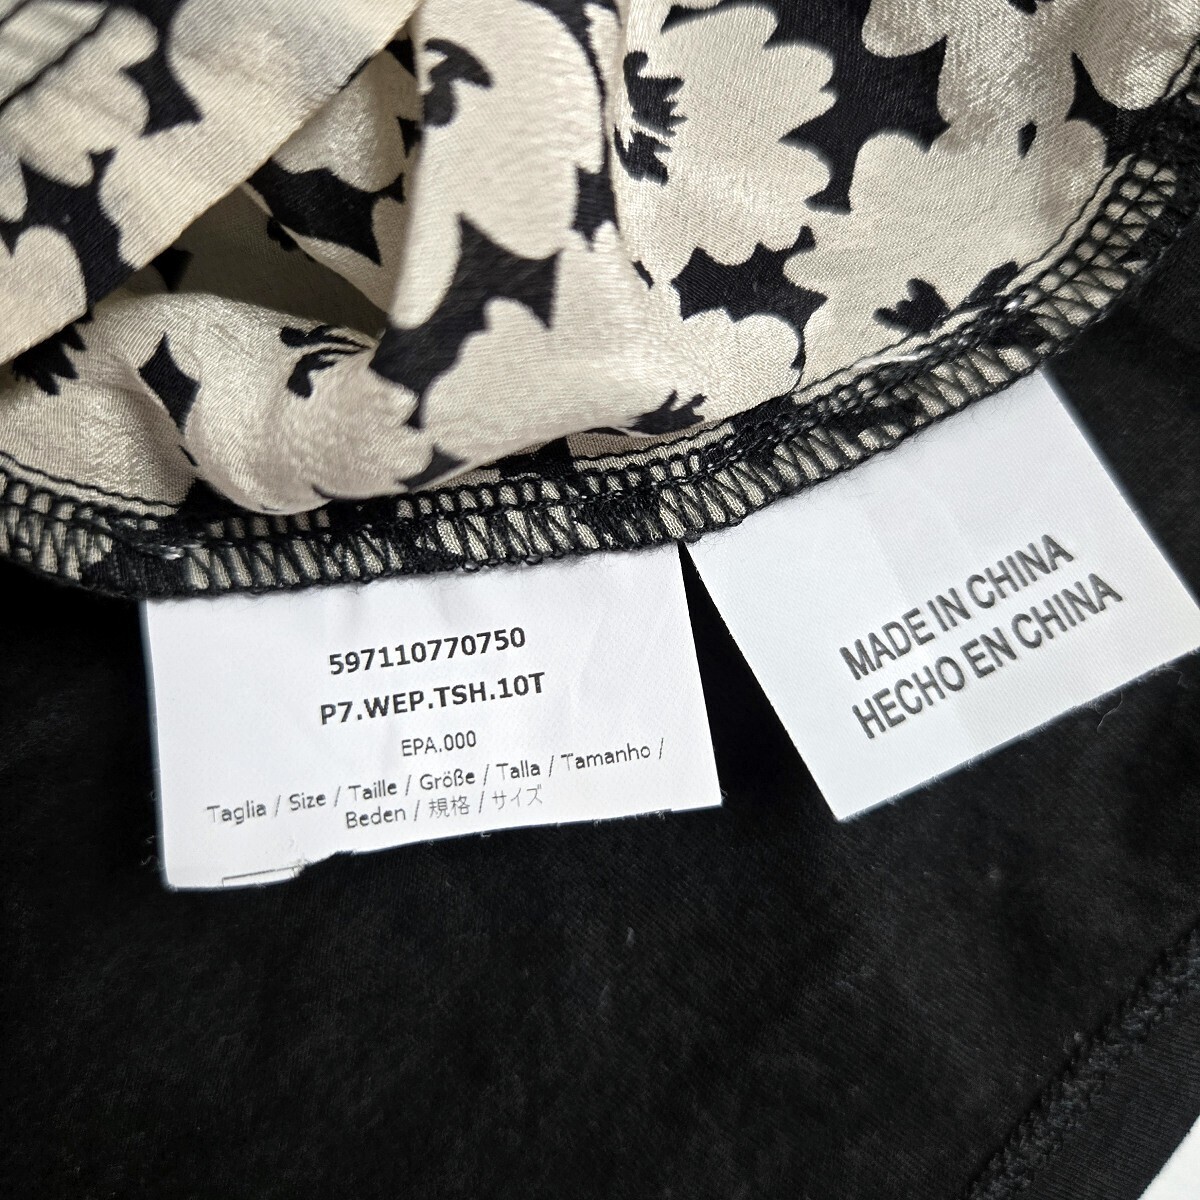 597110770750
P7.WEP.TSH.10T
EPA.000
Taglia / Size / Taille / Größe / Talla / Tamanho /
Beden / 規格 / サイズ
MADE IN CHINA
HECHO EN CHINA